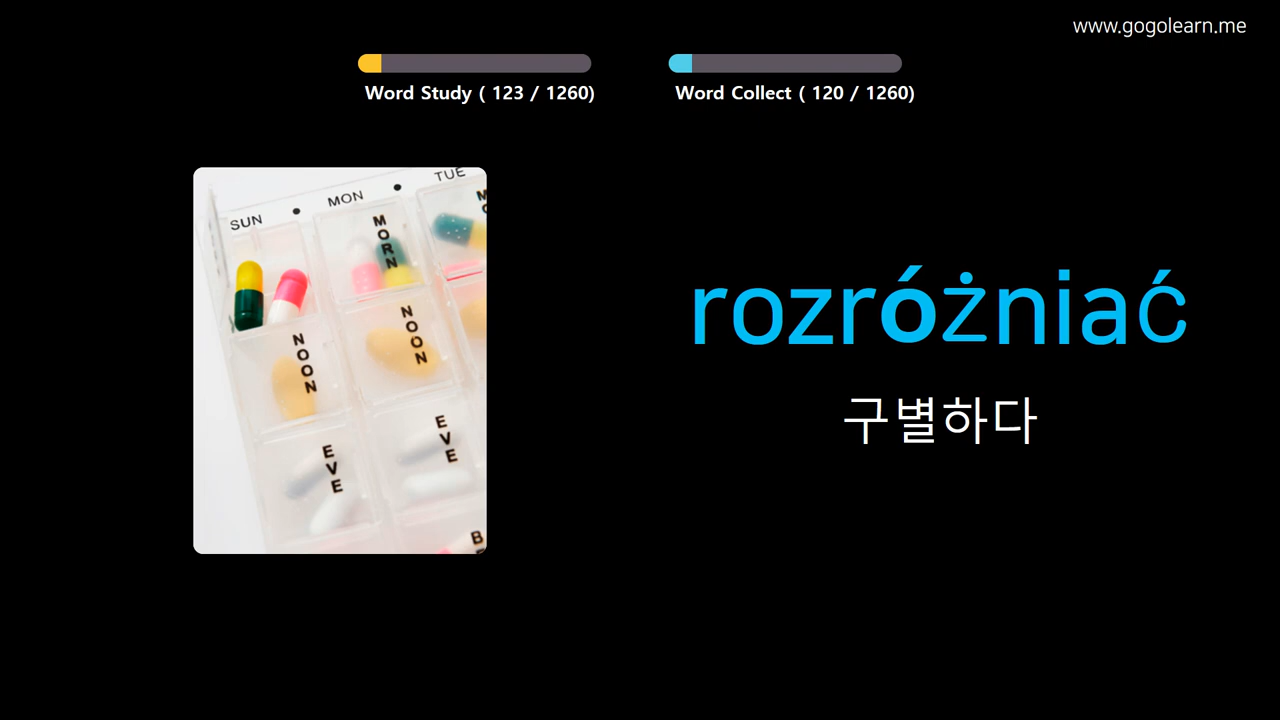 www.gogolearn.me
Word Study ( 123 / 1260)
Word Collect ( 120 / 1260)
SUN • MON • TUE
MORN
NOON
NOON
EVE
EVE
rozróżniać
구별하다